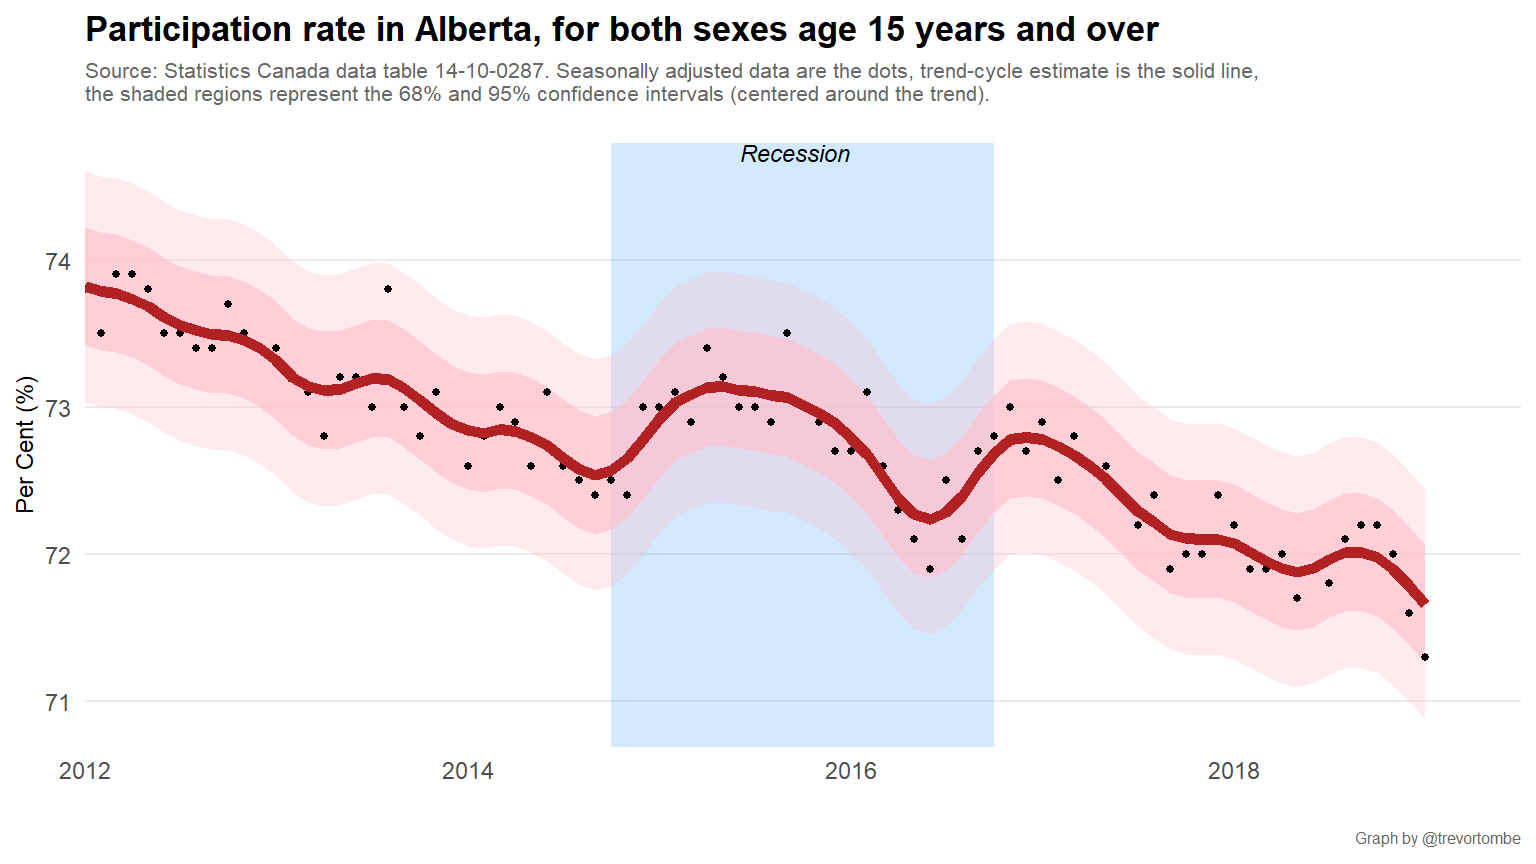 Participation rate in Alberta, for both sexes age 15 years and over
Source: Statistics Canada data table 14-10-0287. Seasonally adjusted data are the dots, trend-cycle estimate is the solid line,
the shaded regions represent the 68% and 95% confidence intervals (centered around the trend).
Recession
74
73
72
71
Per Cent (%)
2012
2014
2016
2018
Graph by @trevortombe